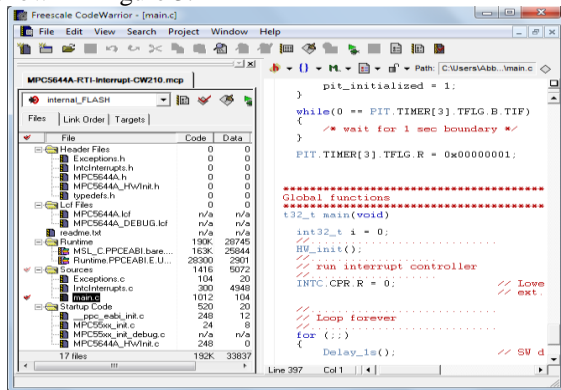 Freescale CodeWarrior - [main.c]
File Edit View Search Project Window Help
Path: C:\Users\Abb...\main.c
MPC5644A-RTI-Interrupt-CW210.mcp
internal_FLASH
Files Link Order Targets
File Code Data
Header Files 0 0
Exceptions.h 0 0
IntcInterrupts.h 0 0
MPC5644A.h 0 0
MPC5644A_HWInit.h 0 0
typedefs.h 0 0
Lcf Files 0 0
MPC5644A.lcf n/a n/a
MPC5644A_DEBUG.lcf n/a n/a
readme.txt n/a n/a
Runtime 190K 28745
MSL_C.PPCEABI.bare.... 163K 25844
Runtime.PPCEABI.E.U... 28300 2901
Sources 1416 5072
Exceptions.c 104 20
IntcInterrupts.c 300 4948
main.c 1012 104
Startup Code 520 20
__ppc_eabi_init.c 248 12
MPC55xx_init.c 24 8
MPC55xx_init_debug.c n/a n/a
MPC5644A_HWInit.c 248 0
17 files 192K 33837
pit_initialized = 1;
}
while(0 == PIT.TIMER[3].TFLG.B.TIF)
{
/* wait for 1 sec boundary */
}
PIT.TIMER[3].TFLG.R = 0x00000001;
Global functions
t32_t main(void)
int32_t i = 0;
HW_init();
// run interrupt controller
INTC.CPR.R = 0; // Lowe
// ext.
// Loop forever
for (;;)
{
Delay_1s(); // SW d
Line 397 Col 1